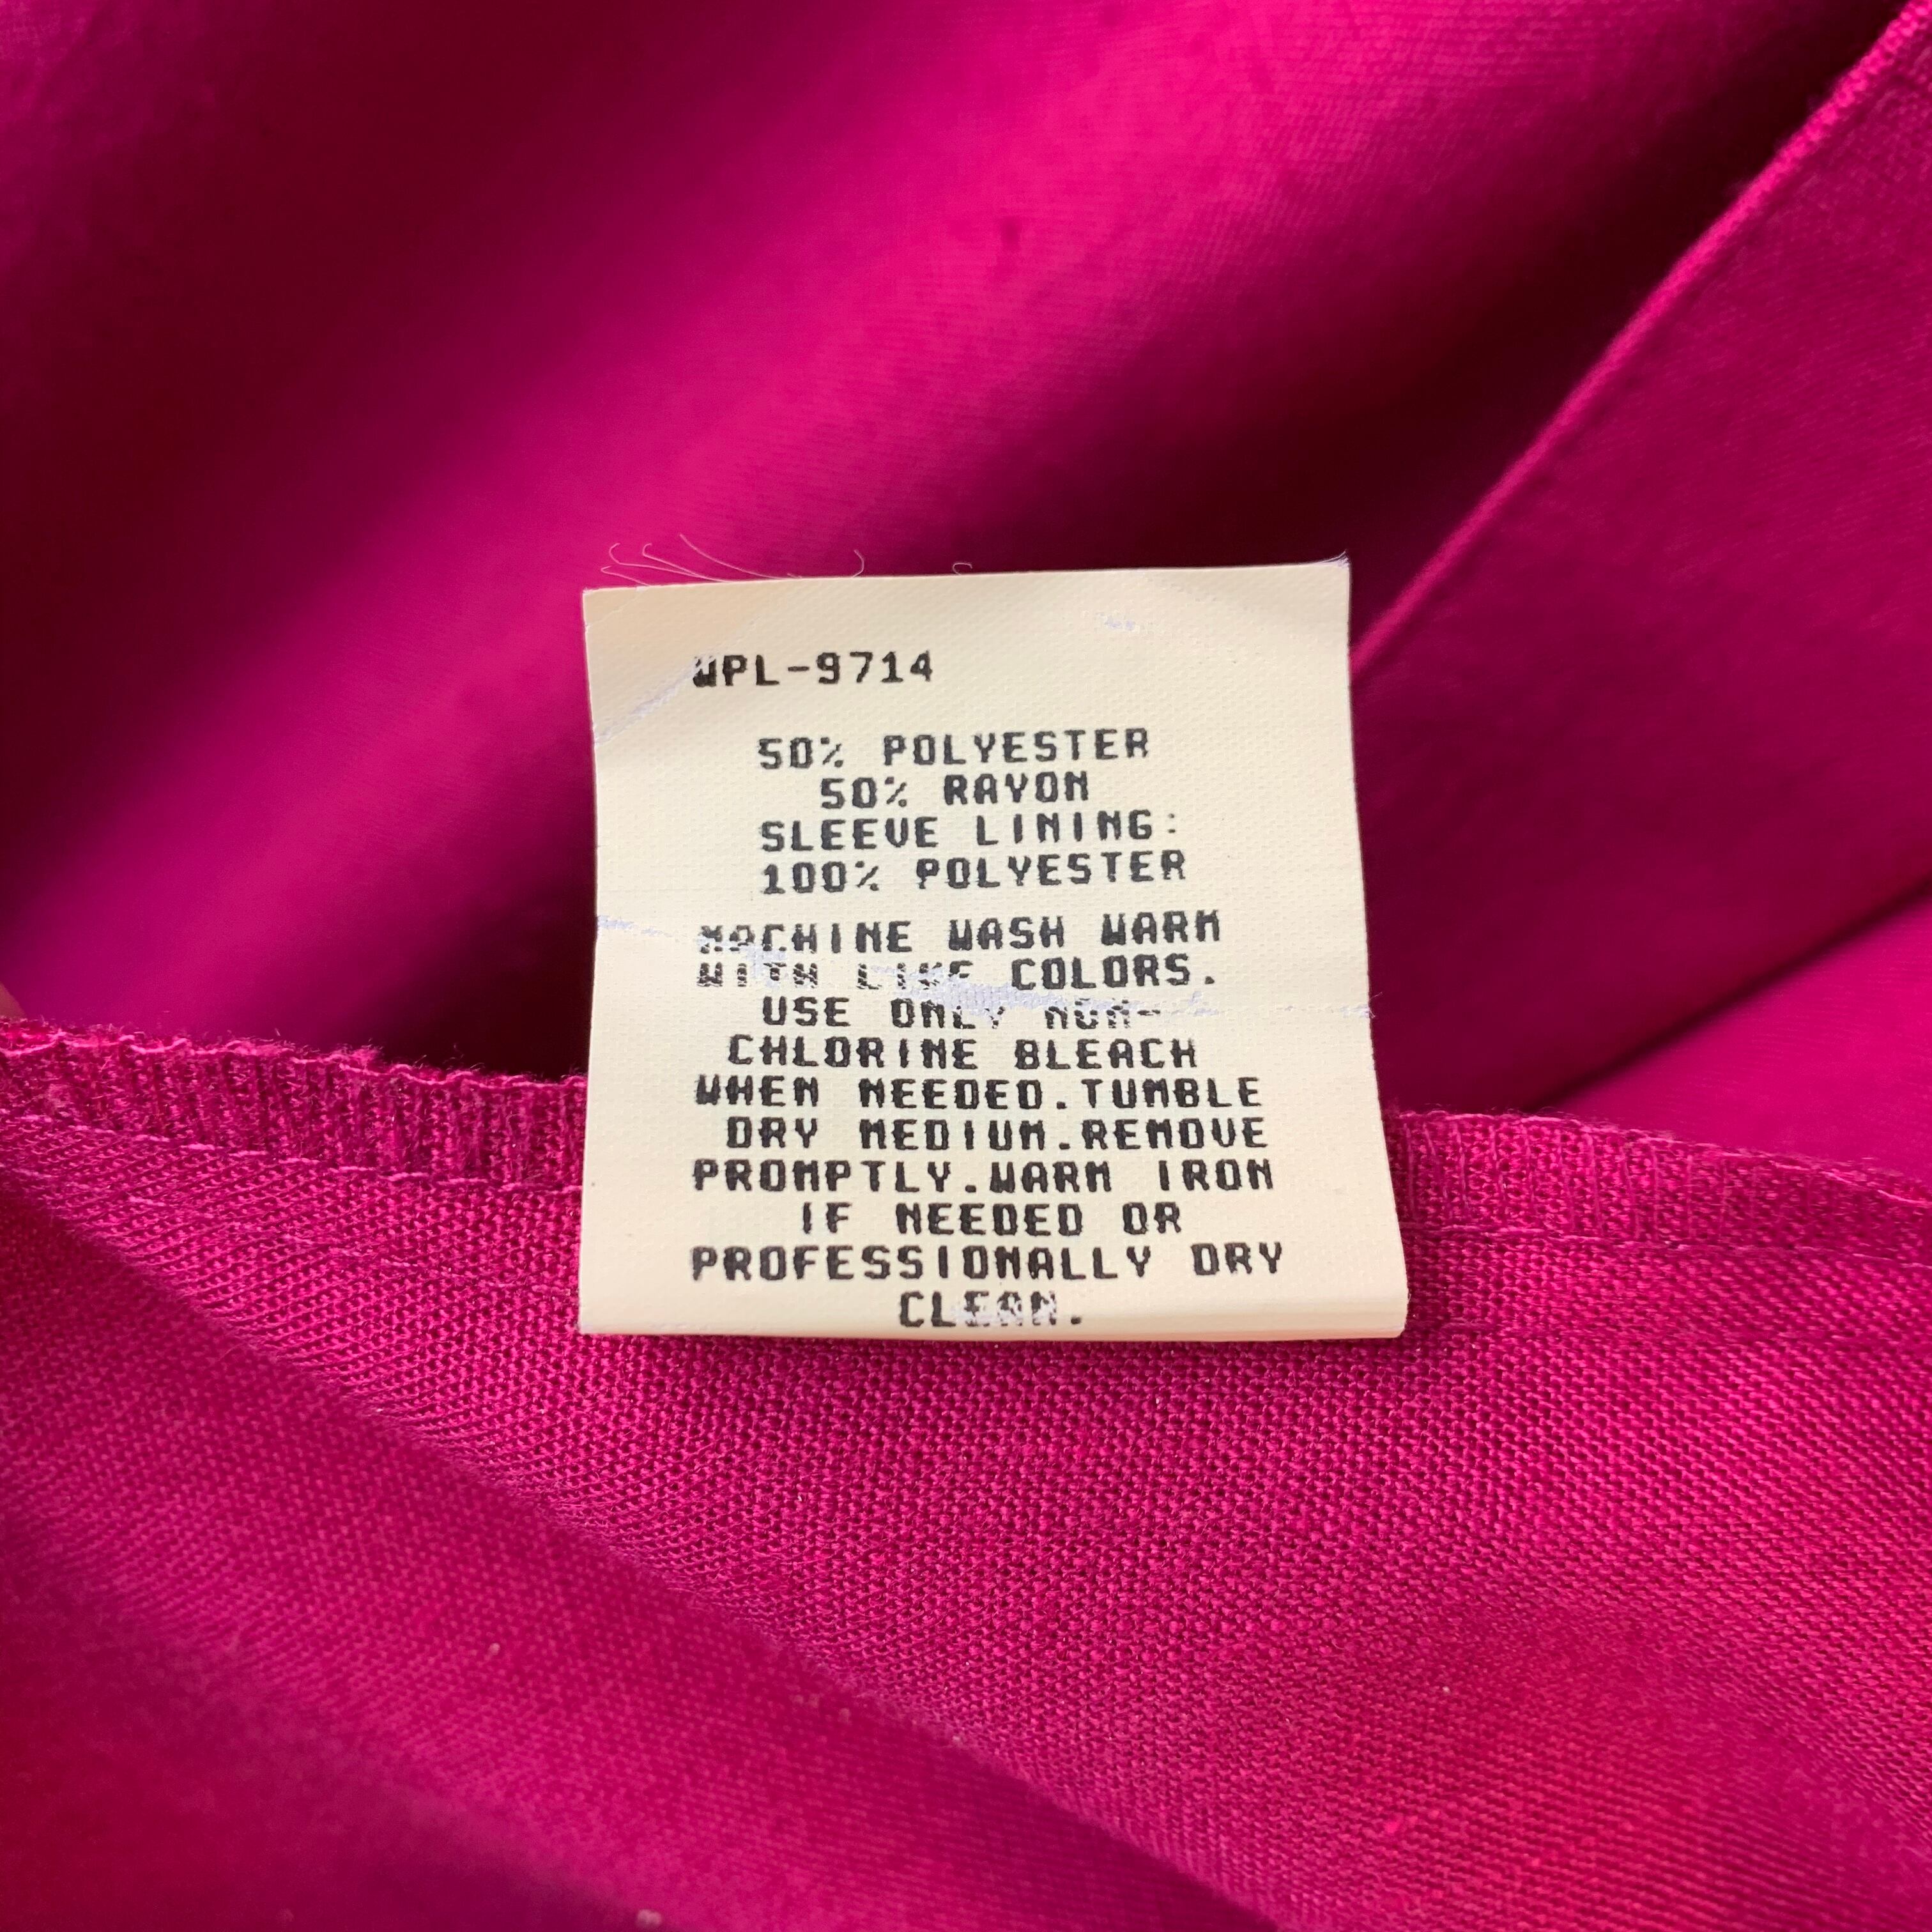 WPL-9714
50% POLYESTER
50% RAYON
SLEEVE LINING:
100% POLYESTER
MACHINE WASH WARM
WITH LIKE COLORS.
USE ONLY NON-
CHLORINE BLEACH
WHEN NEEDED.TUMBLE
DRY MEDIUM.REMOVE
PROMPTLY.WARM IRON
IF NEEDED OR
PROFESSIONALLY DRY
CLEAN.